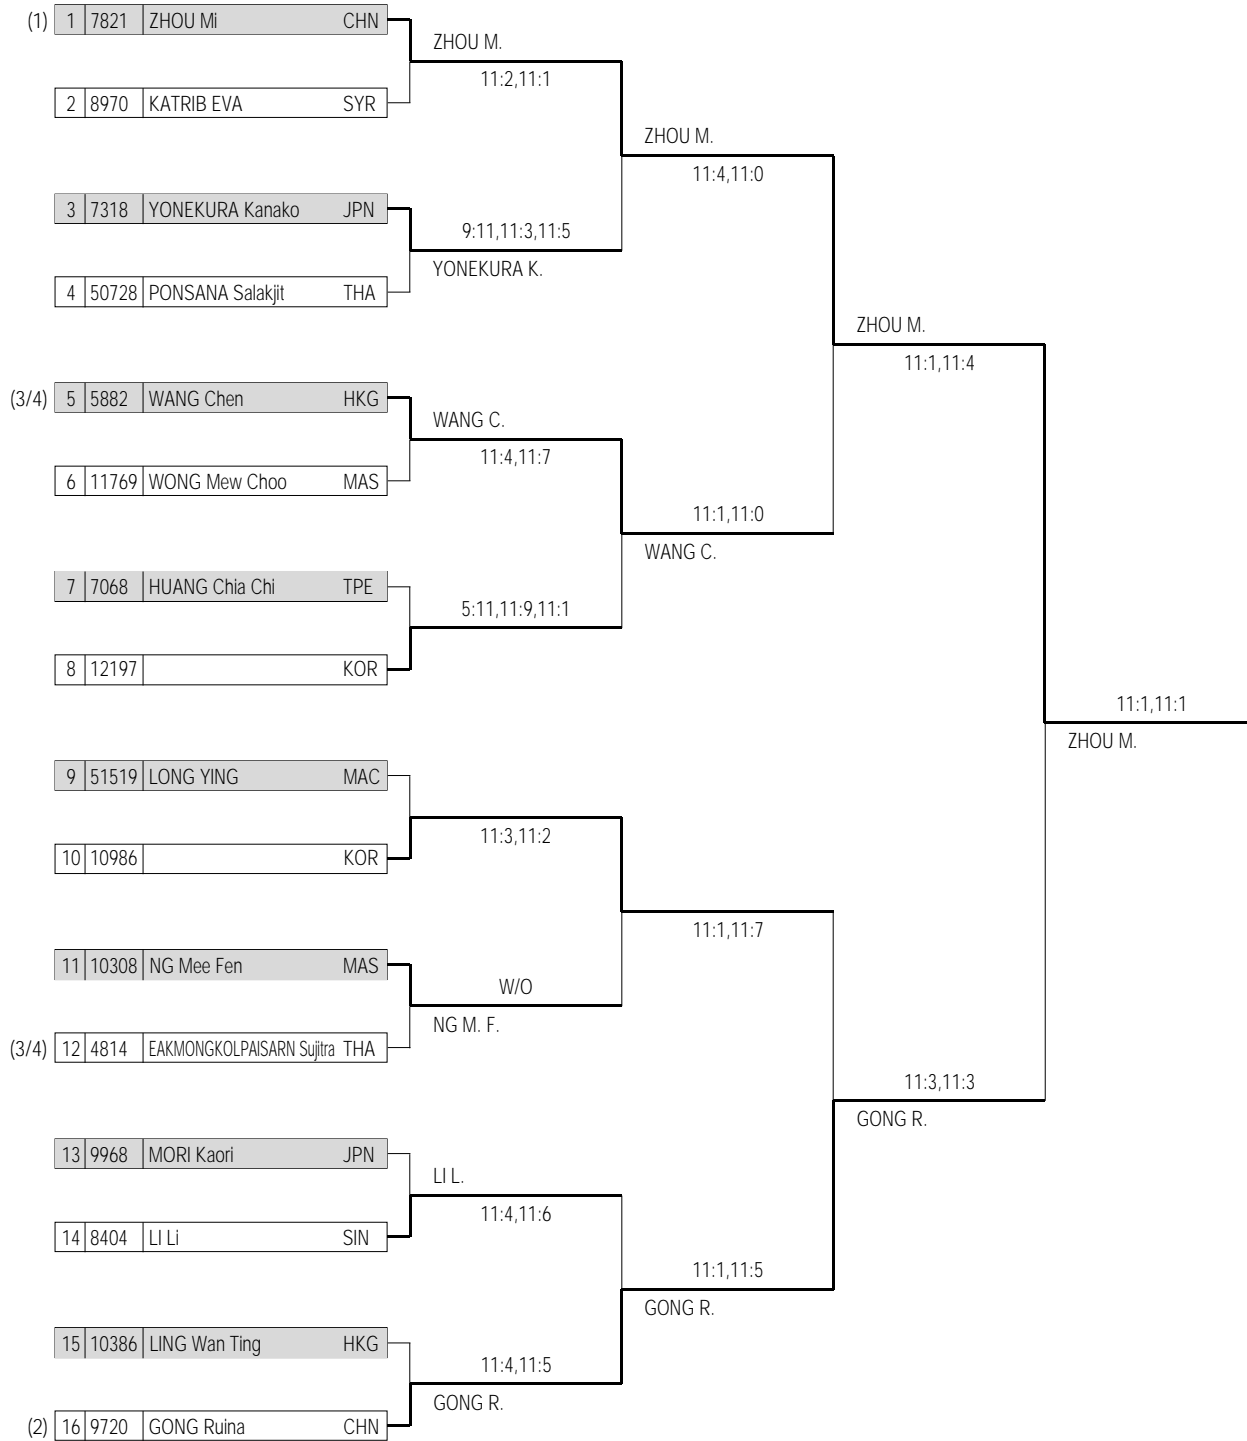 (1) 1 7821 ZHOU Mi CHN
ZHOU M.
11:2,11:1
2 8970 KATRIB EVA SYR
ZHOU M.
11:4,11:0
3 7318 YONEKURA Kanako JPN
9:11,11:3,11:5
YONEKURA K.
4 50728 PONSANA Salakjit THA
ZHOU M.
11:1,11:4
(3/4) 5 5882 WANG Chen HKG
WANG C.
11:4,11:7
6 11769 WONG Mew Choo MAS
11:1,11:0
WANG C.
7 7068 HUANG Chia Chi TPE
5:11,11:9,11:1
8 12197 KOR
11:1,11:1
ZHOU M.
9 51519 LONG YING MAC
11:3,11:2
10 10986 KOR
11:1,11:7
11 10308 NG Mee Fen MAS
W/O
NG M. F.
(3/4) 12 4814 EAKMONGKOLPAISARN Sujitra THA
11:3,11:3
GONG R.
13 9968 MORI Kaori JPN
LI L.
11:4,11:6
14 8404 LI Li SIN
11:1,11:5
GONG R.
15 10386 LING Wan Ting HKG
11:4,11:5
GONG R.
(2) 16 9720 GONG Ruina CHN